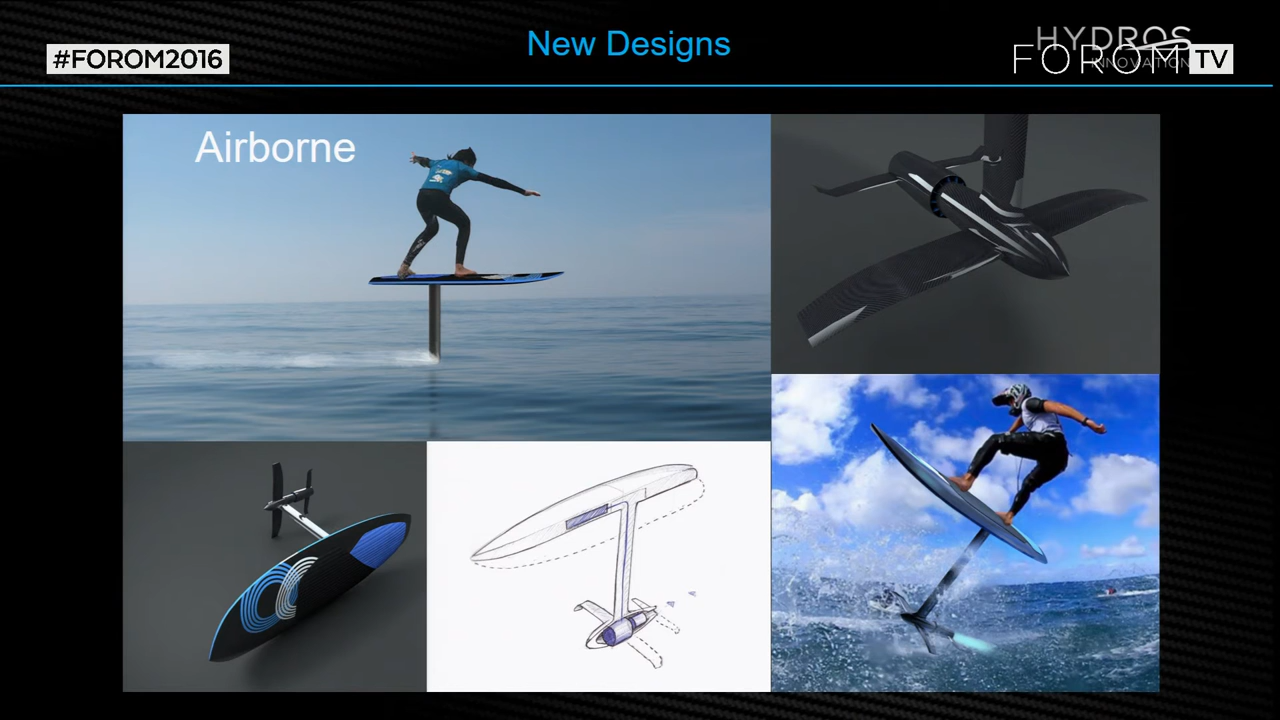 #FOROM2016
New Designs
HYDROS
INNOVATION
FOROM TV
Airborne